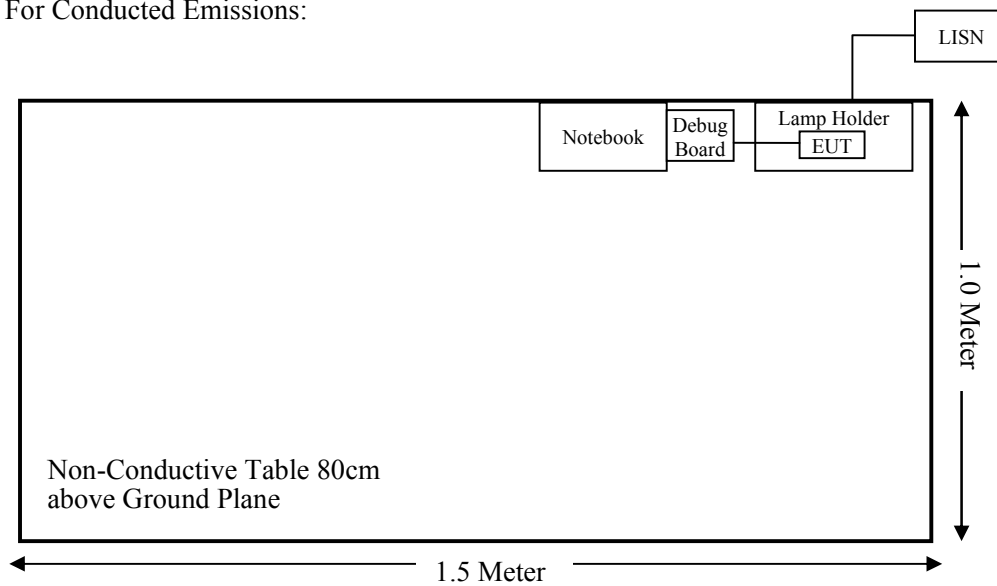 For Conducted Emissions:
LISN
Notebook
Debug
Board
Lamp Holder
EUT
1.0 Meter
Non-Conductive Table 80cm
above Ground Plane
1.5 Meter